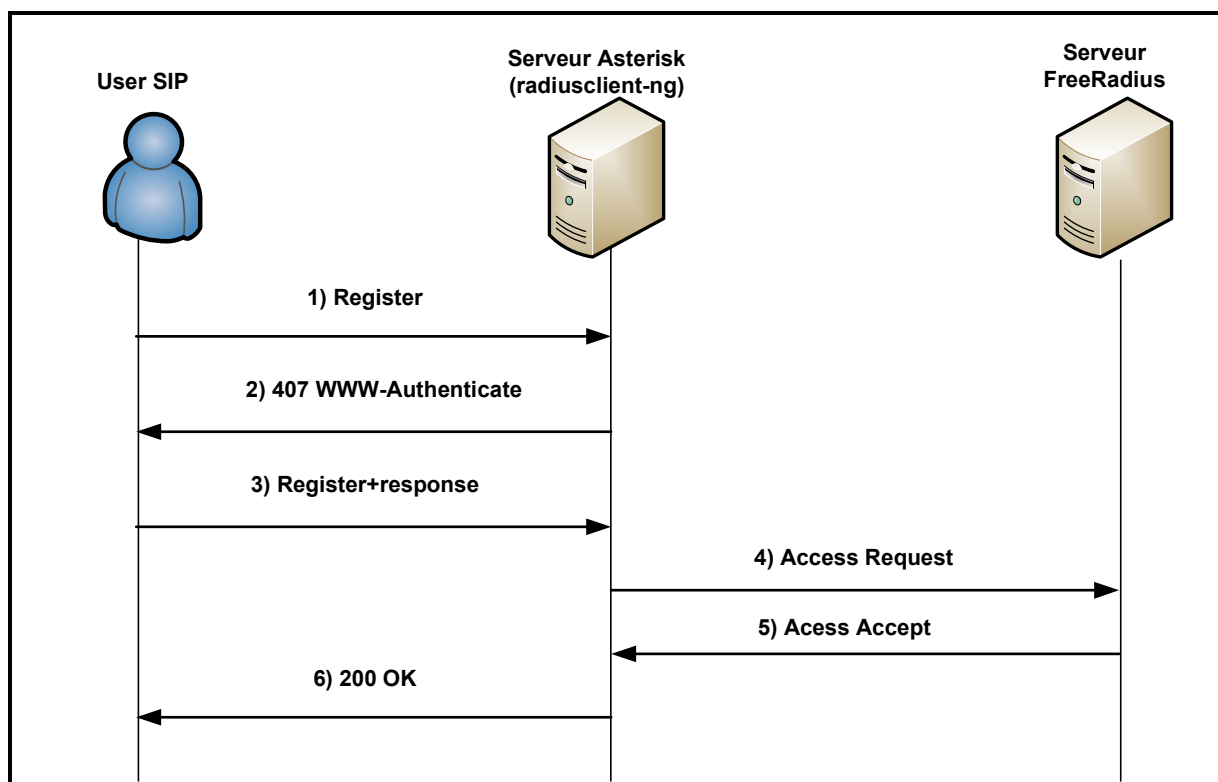 User SIP
Serveur Asterisk
(radiusclient-ng)
Serveur
FreeRadius
1) Register
2) 407 WWW-Authenticate
3) Register+response
4) Access Request
5) Acess Accept
6) 200 OK